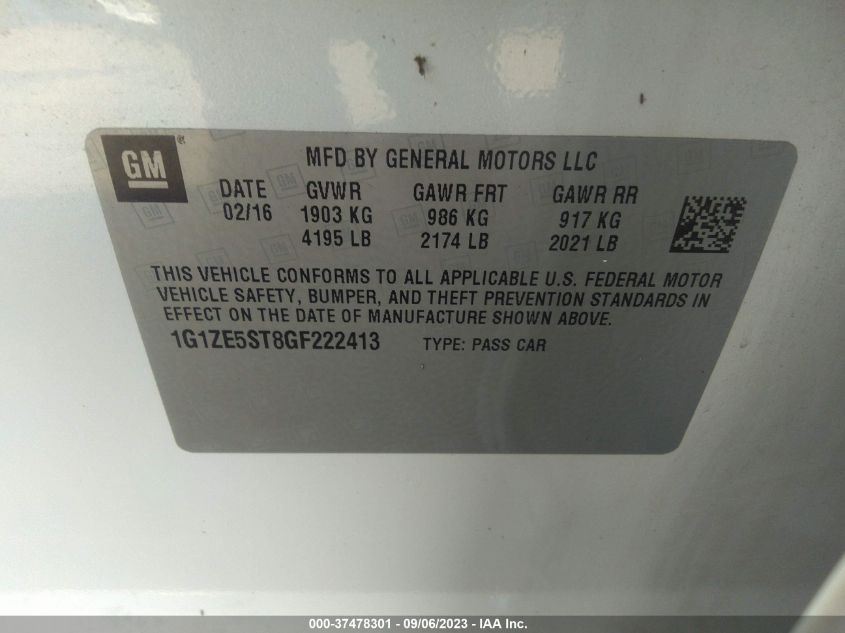 GM®
MFD BY GENERAL MOTORS LLC
DATE GVWR GAWR FRT GAWR RR
02/16 1903 KG 986 KG 917 KG
4195 LB 2174 LB 2021 LB
THIS VEHICLE CONFORMS TO ALL APPLICABLE U.S. FEDERAL MOTOR
VEHICLE SAFETY, BUMPER, AND THEFT PREVENTION STANDARDS IN
EFFECT ON THE DATE OF MANUFACTURE SHOWN ABOVE.
1G1ZE5ST8GF222413 TYPE: PASS CAR
000-37478301 - 09/06/2023 - IAA Inc.